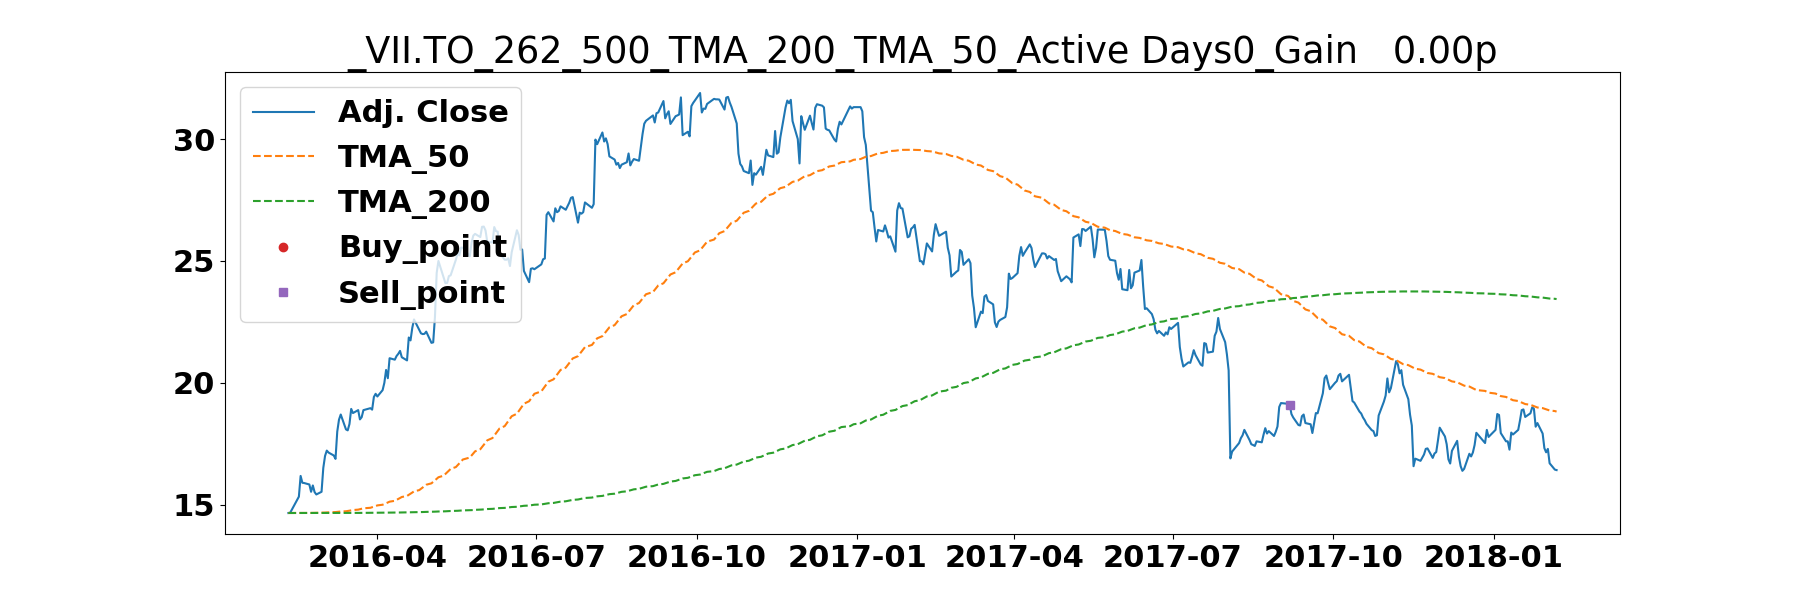 _VII.TO_262_500_TMA_200_TMA_50_Active Days0_Gain   0.00p
Adj. Close
TMA_50
TMA_200
Buy_point
Sell_point
30
25
20
15
2016-04 2016-07 2016-10 2017-01 2017-04 2017-07 2017-10 2018-01